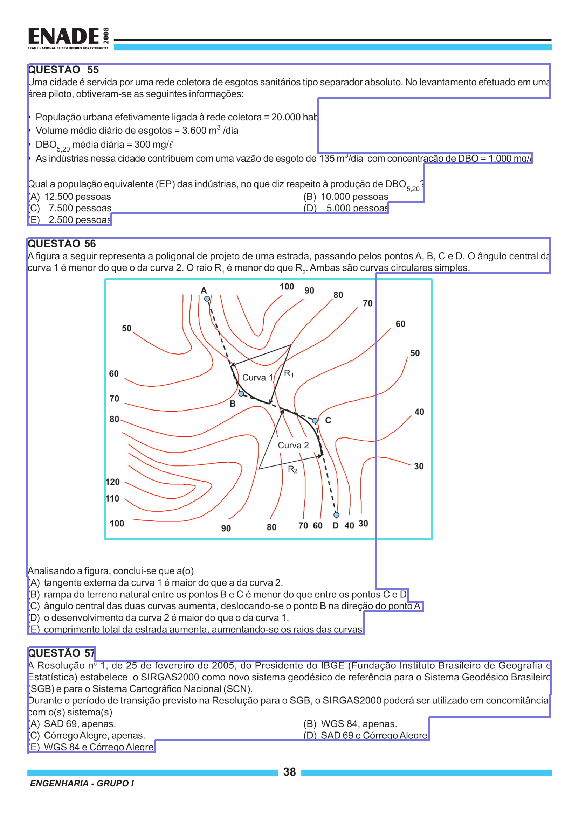 ENADE 2008
EXAME NACIONAL DE DESEMPENHO DOS ESTUDANTES
QUESTÃO 55
Uma cidade é servida por uma rede coletora de esgotos sanitários tipo separador absoluto. No levantamento efetuado em uma
área piloto, obtiveram-se as seguintes informações:
• População urbana efetivamente ligada à rede coletora = 20.000 hab
• Volume médio diário de esgotos = 3.600 m³ /dia
• DBO5,20 média diária = 300 mg/ℓ
• As indústrias nessa cidade contribuem com uma vazão de esgoto de 135 m³/dia com concentração de DBO = 1.000 mg/ℓ
Qual a população equivalente (EP) das indústrias, no que diz respeito à produção de DBO5,20?
(A) 12.500 pessoas (B) 10.000 pessoas
(C) 7.500 pessoas (D) 5.000 pessoas
(E) 2.500 pessoas
QUESTÃO 56
A figura a seguir representa a poligonal de projeto de uma estrada, passando pelos pontos A, B, C e D. O ângulo central da
curva 1 é menor do que o da curva 2. O raio R1 é menor do que R2. Ambas são curvas circulares simples.
A 100 90 80 70
50 60
50
60 Curva 1 R1
70 B
40
80 C
Curva 2
30
R2
120
110
100 90 80 70 60 D 40 30
Analisando a figura, conclui-se que a(o)
(A) tangente externa da curva 1 é maior do que a da curva 2.
(B) rampa do terreno natural entre os pontos B e C é menor do que entre os pontos C e D.
(C) ângulo central das duas curvas aumenta, deslocando-se o ponto B na direção do ponto A.
(D) o desenvolvimento da curva 2 é maior do que o da curva 1.
(E) comprimento total da estrada aumenta, aumentando-se os raios das curvas.
QUESTÃO 57
A Resolução nº 1, de 25 de fevereiro de 2005, do Presidente do IBGE (Fundação Instituto Brasileiro de Geografia e
Estatística) estabelece o SIRGAS2000 como novo sistema geodésico de referência para o Sistema Geodésico Brasileiro
(SGB) e para o Sistema Cartográfico Nacional (SCN).
Durante o período de transição previsto na Resolução para o SGB, o SIRGAS2000 poderá ser utilizado em concomitância
com o(s) sistema(s)
(A) SAD 69, apenas. (B) WGS 84, apenas.
(C) Córrego Alegre, apenas. (D) SAD 69 e Córrego Alegre.
(E) WGS 84 e Córrego Alegre.
38
ENGENHARIA - GRUPO I